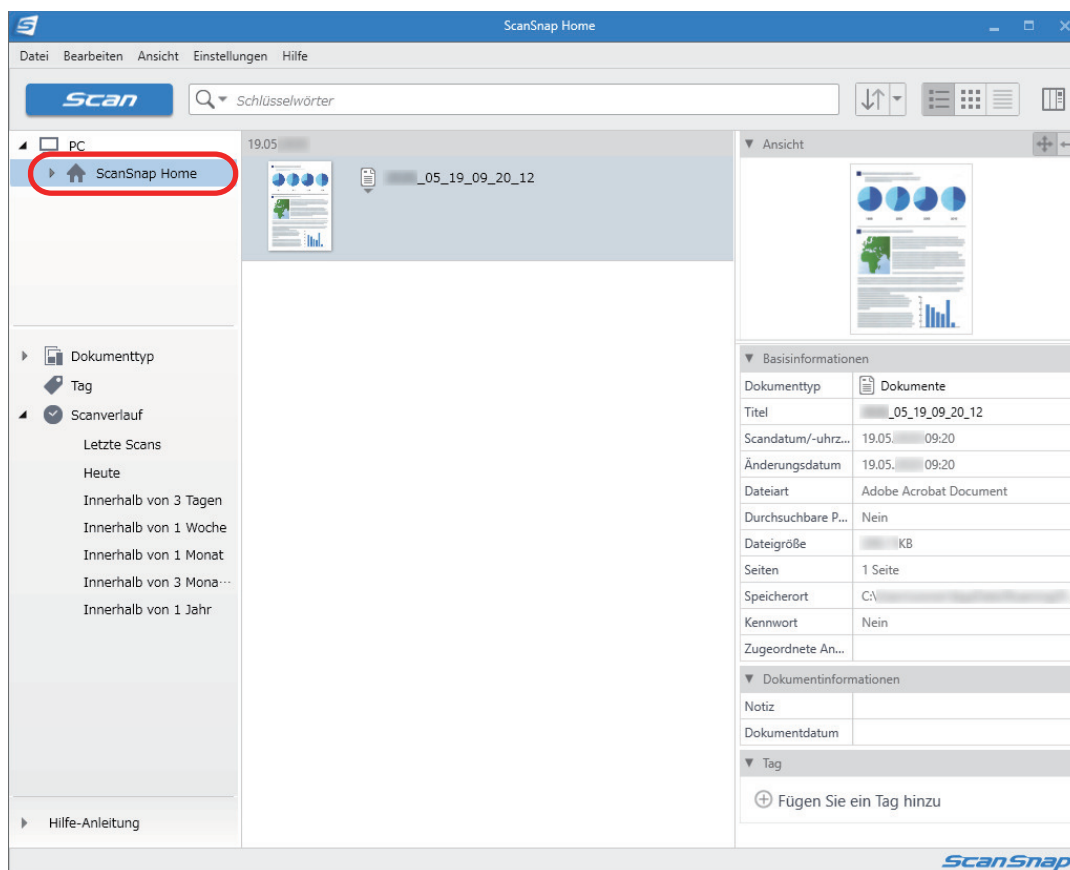 ScanSnap Home
Datei Bearbeiten Ansicht Einstellungen Hilfe
Scan Schlüsselwörter
PC
ScanSnap Home
Dokumenttyp
Tag
Scanverlauf
Letzte Scans
Heute
Innerhalb von 3 Tagen
Innerhalb von 1 Woche
Innerhalb von 1 Monat
Innerhalb von 3 Mona···
Innerhalb von 1 Jahr
Hilfe-Anleitung
19.05
_05_19_09_20_12
Ansicht
Basisinformationen
Dokumenttyp Dokumente
Titel _05_19_09_20_12
Scandatum/-uhrz... 19.05. 09:20
Änderungsdatum 19.05. 09:20
Dateiart Adobe Acrobat Document
Durchsuchbare P... Nein
Dateigröße KB
Seiten 1 Seite
Speicherort C:\
Kennwort Nein
Zugeordnete An...
Dokumentinformationen
Notiz
Dokumentdatum
Tag
Fügen Sie ein Tag hinzu
ScanSnap